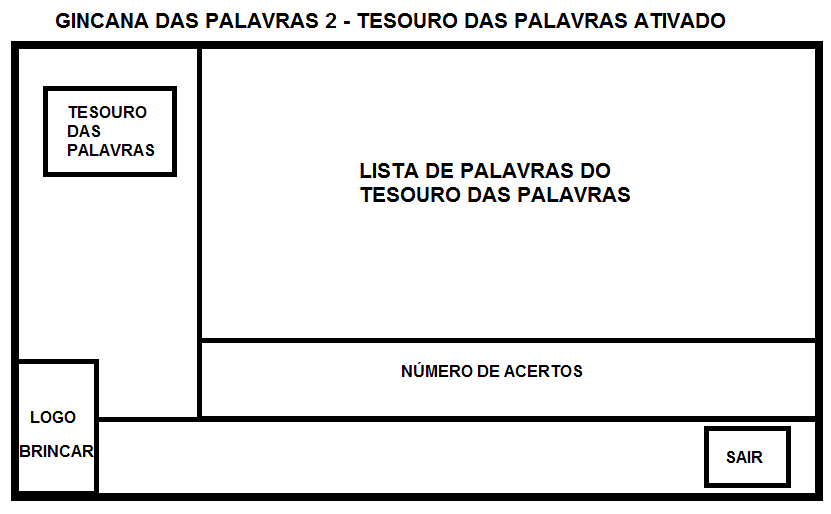 GINCANA DAS PALAVRAS 2 - TESOURO DAS PALAVRAS ATIVADO
TESOURO
DAS
PALAVRAS
LISTA DE PALAVRAS DO
TESOURO DAS PALAVRAS
NÚMERO DE ACERTOS
LOGO
BRINCAR
SAIR